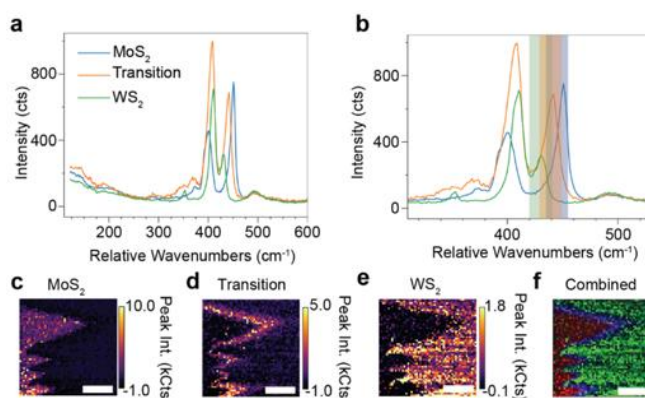 a
b
MoS₂
Transition
WS₂
Intensity (cts)
800
400
0
200 300 400 500 600
Relative Wavenumbers (cm⁻¹)
Intensity (cts)
800
400
0
400 500
Relative Wavenumbers (cm⁻¹)
c MoS₂
10.0
-1.0
Peak Int. (kCts)
d Transition
5.0
-1.0
Peak Int. (kCts)
e WS₂
1.8
-0.1
Peak Int. (kCts)
f Combined